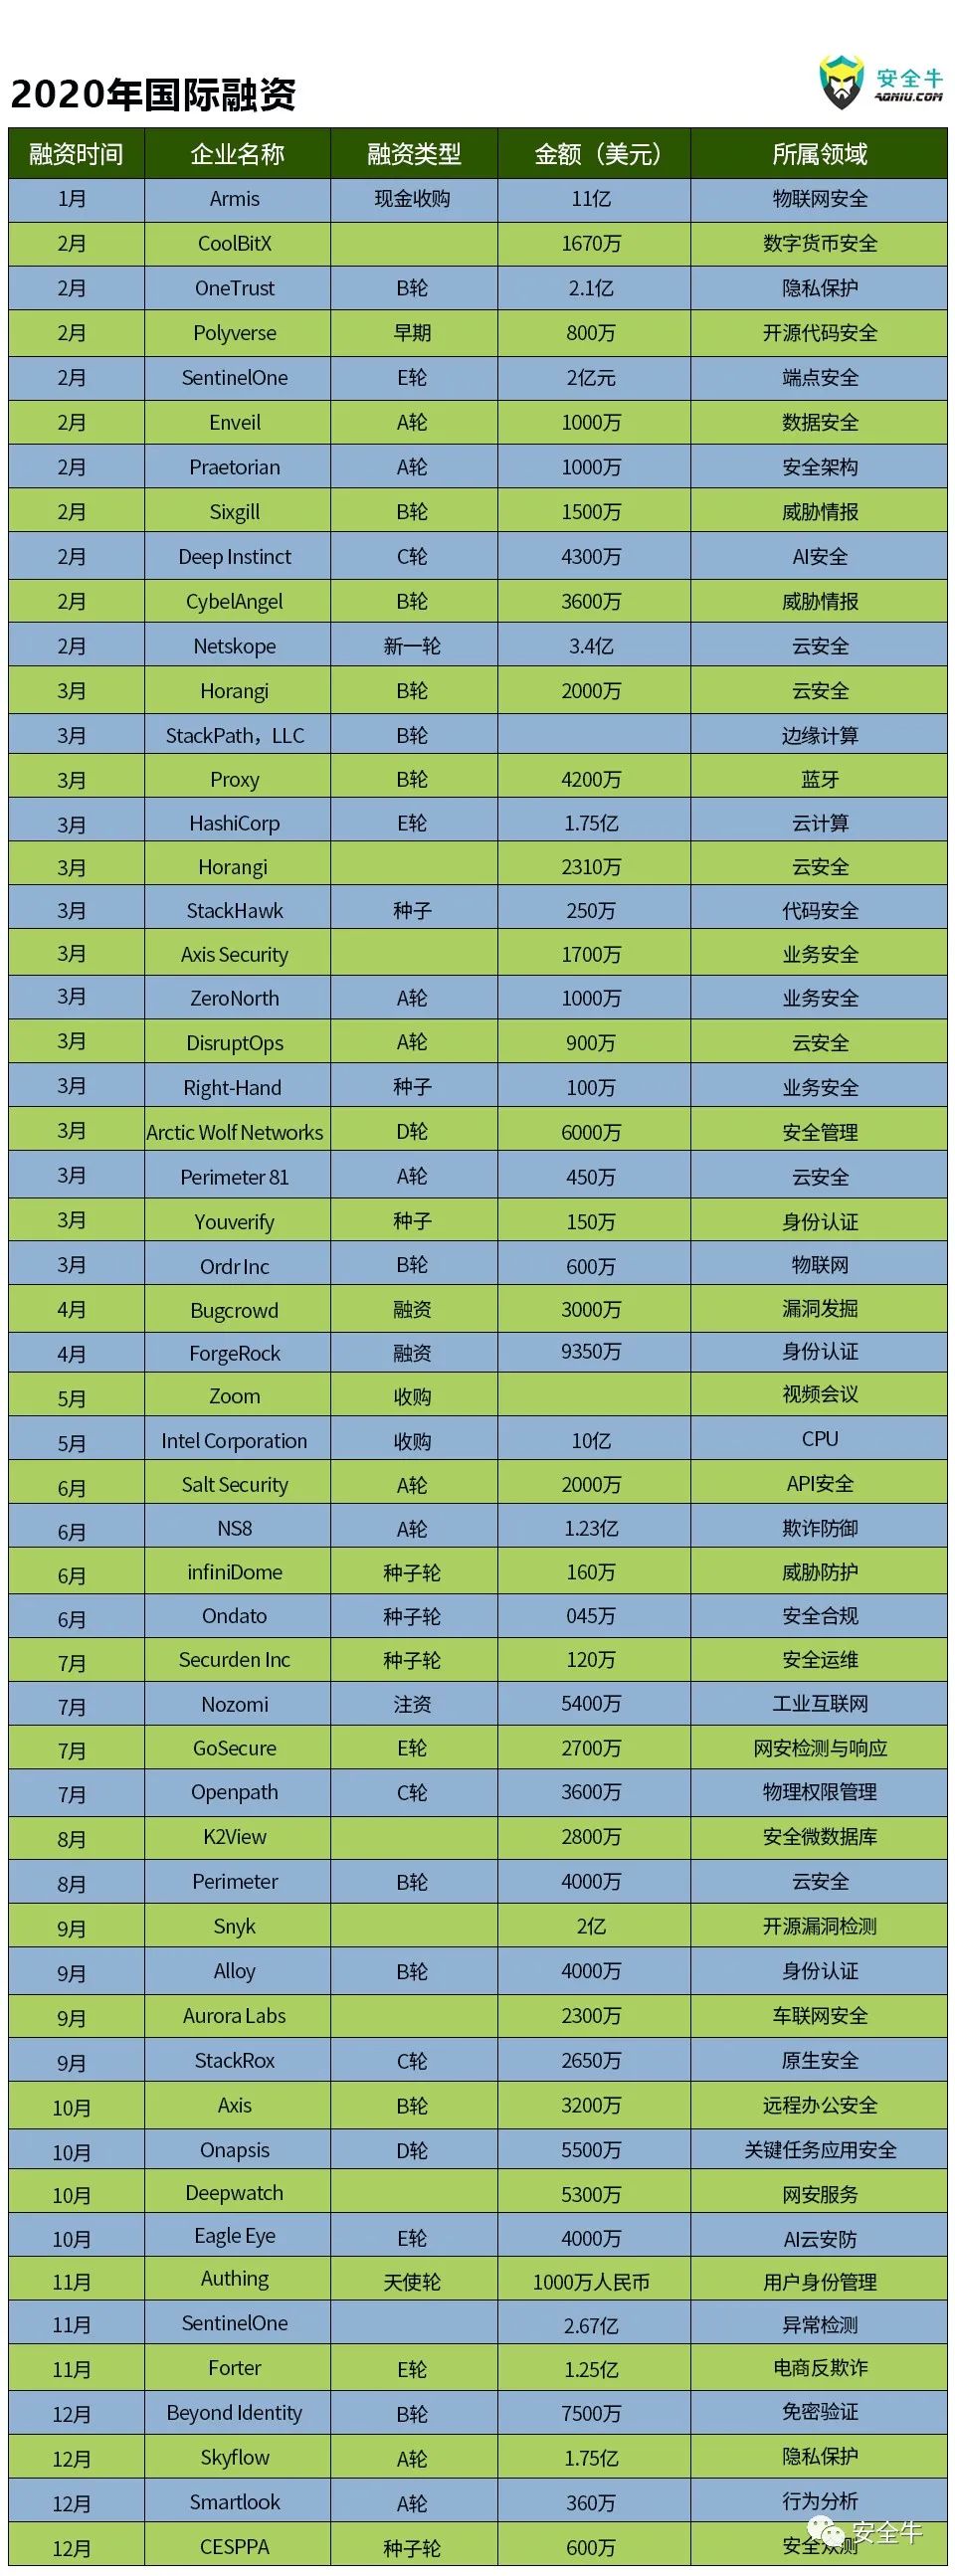 安全牛
AQNIU.COM
2020年国际融资
融资时间 企业名称 融资类型 金额（美元） 所属领域
1月 Armis 现金收购 11亿 物联网安全
2月 CoolBitX 1670万 数字货币安全
2月 OneTrust B轮 2.1亿 隐私保护
2月 Polyverse 早期 800万 开源代码安全
2月 SentinelOne E轮 2亿元 端点安全
2月 Enveil A轮 1000万 数据安全
2月 Praetorian A轮 1000万 安全架构
2月 Sixgill B轮 1500万 威胁情报
2月 Deep Instinct C轮 4300万 AI安全
2月 CybelAngel B轮 3600万 威胁情报
2月 Netskope 新一轮 3.4亿 云安全
3月 Horangi B轮 2000万 云安全
3月 StackPath，LLC B轮 边缘计算
3月 Proxy B轮 4200万 蓝牙
3月 HashiCorp E轮 1.75亿 云计算
3月 Horangi 2310万 云安全
3月 StackHawk 种子 250万 代码安全
3月 Axis Security 1700万 业务安全
3月 ZeroNorth A轮 1000万 业务安全
3月 DisruptOps A轮 900万 云安全
3月 Right-Hand 种子 100万 业务安全
3月 Arctic Wolf Networks D轮 6000万 安全管理
3月 Perimeter 81 A轮 450万 云安全
3月 Youverify 种子 150万 身份认证
3月 Ordr Inc B轮 600万 物联网
4月 Bugcrowd 融资 3000万 漏洞发掘
4月 ForgeRock 融资 9350万 身份认证
5月 Zoom 收购 视频会议
5月 Intel Corporation 收购 10亿 CPU
6月 Salt Security A轮 2000万 API安全
6月 NS8 A轮 1.23亿 欺诈防御
6月 infiniDome 种子轮 160万 威胁防护
6月 Ondato 种子轮 045万 安全合规
7月 Securden Inc 种子轮 120万 安全运维
7月 Nozomi 注资 5400万 工业互联网
7月 GoSecure E轮 2700万 网安检测与响应
7月 Openpath C轮 3600万 物理权限管理
8月 K2View 2800万 安全微数据库
8月 Perimeter B轮 4000万 云安全
9月 Snyk 2亿 开源漏洞检测
9月 Alloy B轮 4000万 身份认证
9月 Aurora Labs 2300万 车联网安全
9月 StackRox C轮 2650万 原生安全
10月 Axis B轮 3200万 远程办公安全
10月 Onapsis D轮 5500万 关键任务应用安全
10月 Deepwatch 5300万 网安服务
10月 Eagle Eye E轮 4000万 AI云安防
11月 Authing 天使轮 1000万人民币 用户身份管理
11月 SentinelOne 2.67亿 异常检测
11月 Forter E轮 1.25亿 电商反欺诈
12月 Beyond Identity B轮 7500万 免密验证
12月 Skyflow A轮 1.75亿 隐私保护
12月 Smartlook A轮 360万 行为分析
12月 CESPPA 种子轮 600万 安全众测
安全牛